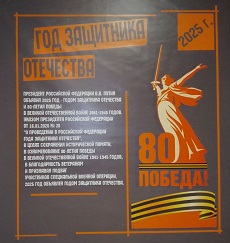 2025 г.
ГОД ЗАЩИТНИКА
ОТЕЧЕСТВА
ПРЕЗИДЕНТ РОССИЙСКОЙ ФЕДЕРАЦИИ В.В. ПУТИН
ОБЪЯВИЛ 2025 ГОД - ГОДОМ ЗАЩИТНИКА ОТЕЧЕСТВА
И 80-ЛЕТИЯ ПОБЕДЫ
В ВЕЛИКОЙ ОТЕЧЕСТВЕННОЙ ВОЙНЕ 1941-1945 ГОДОВ.
УКАЗОМ ПРЕЗИДЕНТА РОССИЙСКОЙ ФЕДЕРАЦИИ
ОТ 16.01.2025 № 28
"О ПРОВЕДЕНИИ В РОССИЙСКОЙ ФЕДЕРАЦИИ
ГОДА ЗАЩИТНИКА ОТЕЧЕСТВА",
В ЦЕЛЯХ СОХРАНЕНИЯ ИСТОРИЧЕСКОЙ ПАМЯТИ,
В ОЗНАМЕНОВАНИЕ 80-ЛЕТИЯ ПОБЕДЫ
В ВЕЛИКОЙ ОТЕЧЕСТВЕННОЙ ВОЙНЕ 1941-1945 ГОДОВ,
В БЛАГОДАРНОСТЬ ВЕТЕРАНАМ
И ПРИЗНАВАЯ ПОДВИГ
УЧАСТНИКОВ СПЕЦИАЛЬНОЙ ВОЕННОЙ ОПЕРАЦИИ,
2025 ГОД ОБЪЯВЛЕН ГОДОМ ЗАЩИТНИКА ОТЕЧЕСТВА.
80
ПОБЕДА!